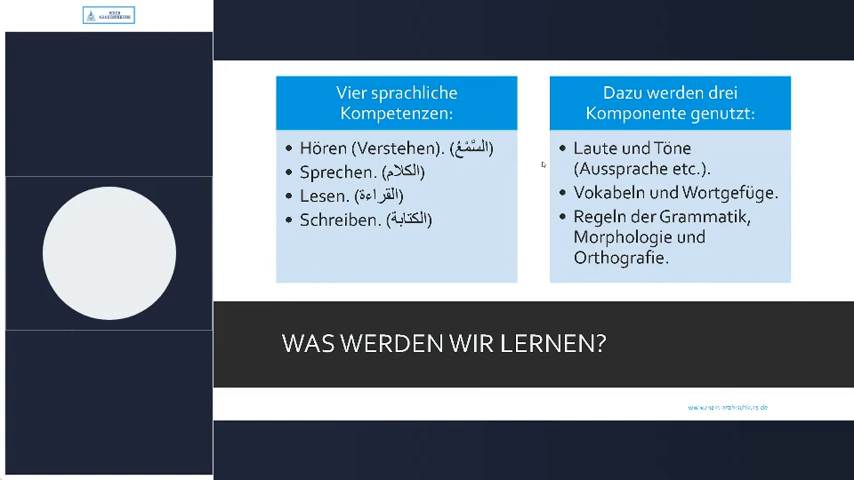 Vier sprachliche
Kompetenzen:
Hören (Verstehen). (السَّمْعُ)
Sprechen. (الكلام)
Lesen. (القراءة)
Schreiben. (الكتابة)
Dazu werden drei
Komponente genutzt:
Laute und Töne
(Aussprache etc.).
Vokabeln und Wortgefüge.
Regeln der Grammatik,
Morphologie und
Orthografie.
WAS WERDEN WIR LERNEN?